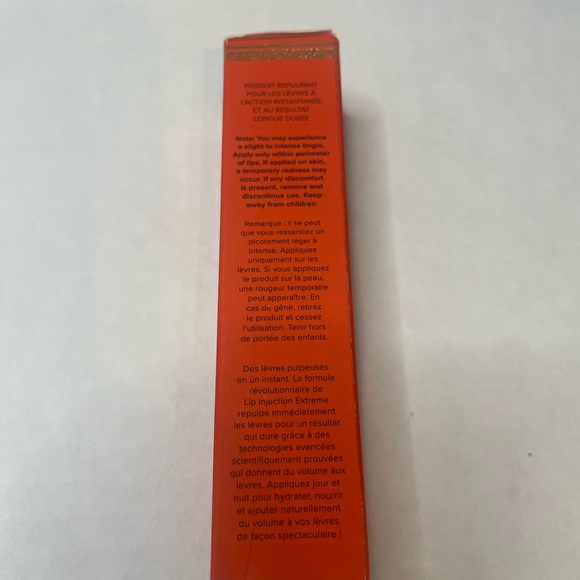 PRODUIT REPULPANT
POUR LES LÈVRES À
L'ACTION INSTANTANÉE
ET AU RÉSULTAT
LONGUE DURÉE
Note: You may experience
a slight to intense tingle.
Apply only within perimeter
of lips. If applied on skin,
a temporary redness may
occur. If any discomfort
is present, remove and
discontinue use. Keep
away from children.
Remarque : il se peut
que vous ressentiez un
picotement léger à
intense. Appliquez
uniquement sur les
lèvres. Si vous appliquez
le produit sur la peau,
une rougeur temporaire
peut apparaître. En
cas de gêne, retirez
le produit et cessez
l'utilisation. Tenir hors
de portée des enfants.
Des lèvres pulpeuses
en un instant. La formule
révolutionnaire de
Lip Injection Extreme
repulpe immédiatement
les lèvres pour un résultat
qui dure grâce à des
technologies avancées
scientifiquement prouvées
qui donnent du volume aux
lèvres. Appliquez jour et
nuit pour hydrater, nourrir
et ajouter naturellement
du volume à vos lèvres
de façon spectaculaire !